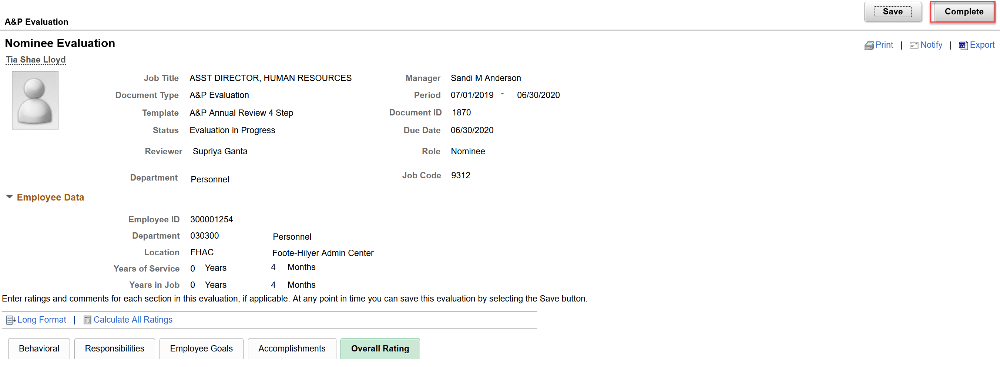 Save Complete
A&P Evaluation
Nominee Evaluation
Print | Notify | Export
Tia Shae Lloyd
Job Title ASST DIRECTOR, HUMAN RESOURCES Manager Sandi M Anderson
Document Type A&P Evaluation Period 07/01/2019 - 06/30/2020
Template A&P Annual Review 4 Step Document ID 1870
Status Evaluation in Progress Due Date 06/30/2020
Reviewer Supriya Ganta Role Nominee
Department Personnel Job Code 9312
Employee Data
Employee ID 300001254
Department 030300 Personnel
Location FHAC Foote-Hilyer Admin Center
Years of Service 0 Years 4 Months
Years in Job 0 Years 4 Months
Enter ratings and comments for each section in this evaluation, if applicable. At any point in time you can save this evaluation by selecting the Save button.
Long Format | Calculate All Ratings
Behavioral Responsibilities Employee Goals Accomplishments Overall Rating